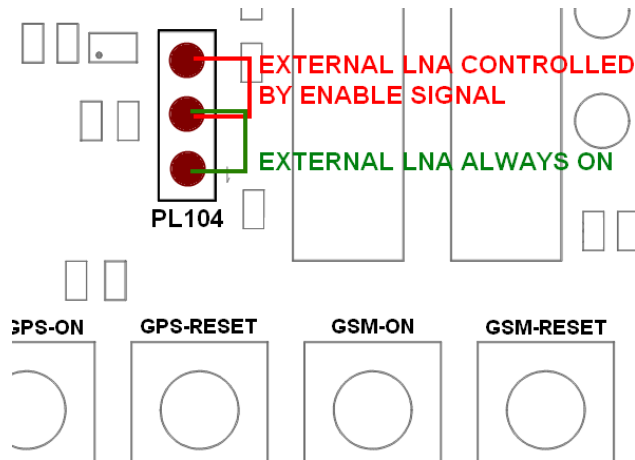 EXTERNAL LNA CONTROLLED
BY ENABLE SIGNAL
EXTERNAL LNA ALWAYS ON
PL104
GPS-ON
GPS-RESET
GSM-ON
GSM-RESET